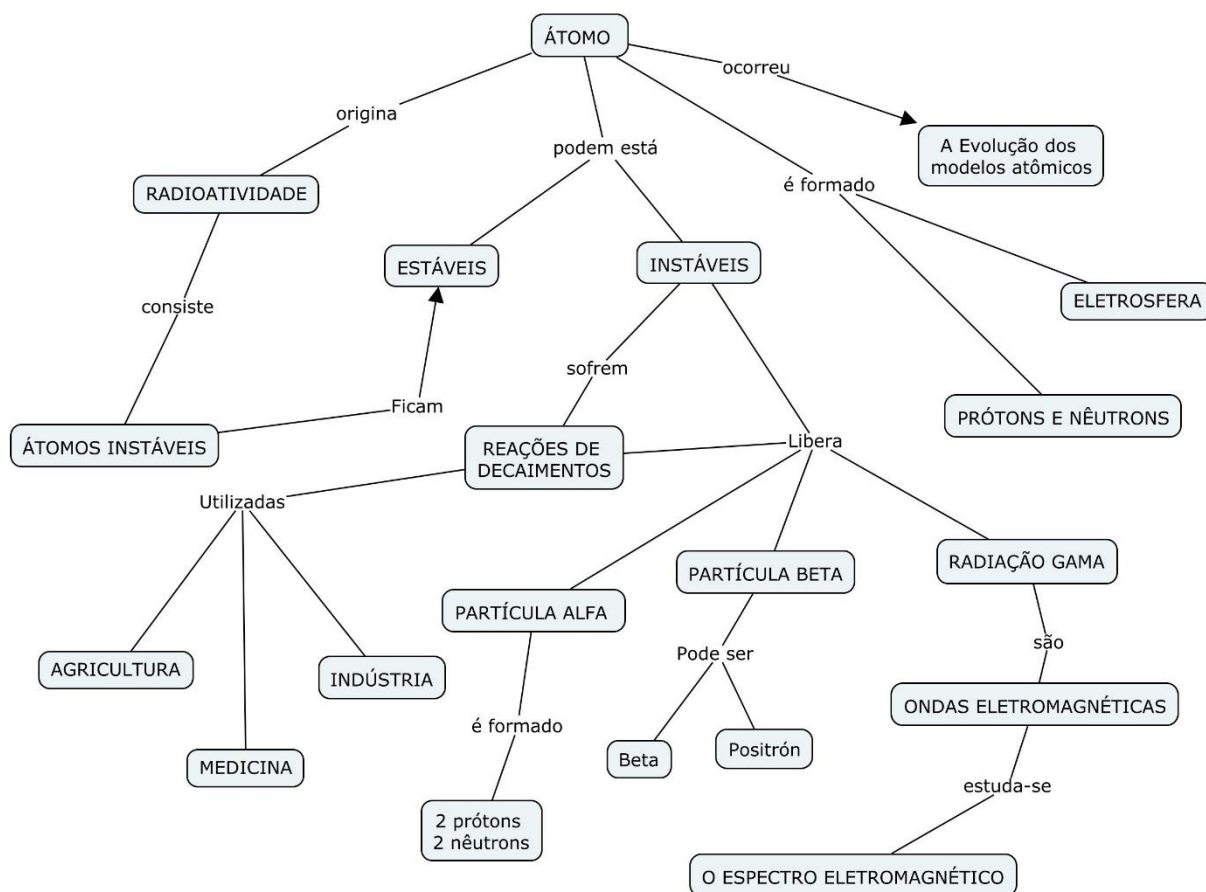 ÁTOMO
ocorreu
origina
A Evolução dos
modelos atômicos
podem está
é formado
RADIOATIVIDADE
ESTÁVEIS
INSTÁVEIS
ELETROSFERA
consiste
sofrem
Ficam
PRÓTONS E NÊUTRONS
ÁTOMOS INSTÁVEIS
REAÇÕES DE
DECAIMENTOS
Libera
Utilizadas
PARTÍCULA BETA
RADIAÇÃO GAMA
PARTÍCULA ALFA
AGRICULTURA
INDÚSTRIA
Pode ser
são
ONDAS ELETROMAGNÉTICAS
é formado
MEDICINA
Beta
Positrón
estuda-se
2 prótons
2 nêutrons
O ESPECTRO ELETROMAGNÉTICO